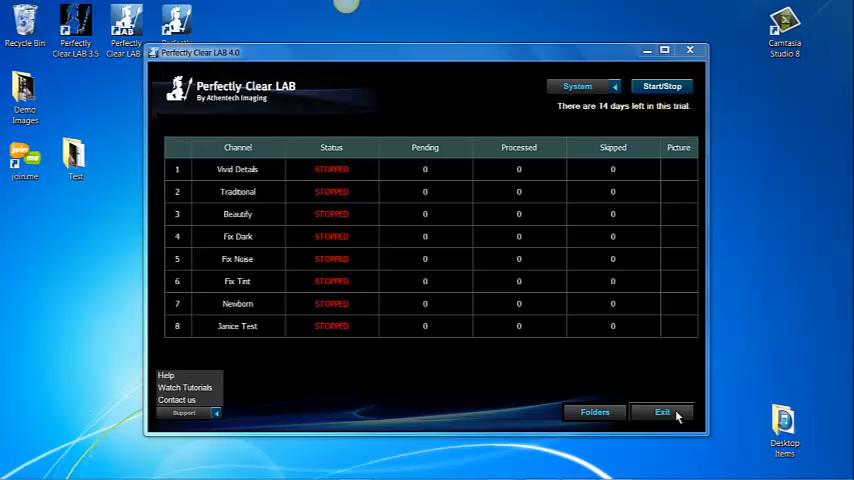 Recycle Bin
Perfectly
Clear LAB 3.5
Perfectly
Clear LAB
Demo
Images
join.me
Test
Camtasia
Studio 8
Desktop
Items
Perfectly Clear LAB 4.0
Perfectly Clear LAB
By Athentech Imaging
System
Start/Stop
There are 14 days left in this trial.
Channel Status Pending Processed Skipped Picture
1 Vivid Details STOPPED 0 0 0
2 Traditional STOPPED 0 0 0
3 Beautify STOPPED 0 0 0
4 Fix Dark STOPPED 0 0 0
5 Fix Noise STOPPED 0 0 0
6 Fix Tint STOPPED 0 0 0
7 Newborn STOPPED 0 0 0
8 Janice Test STOPPED 0 0 0
Help
Watch Tutorials
Contact us
Support
Folders
Exit